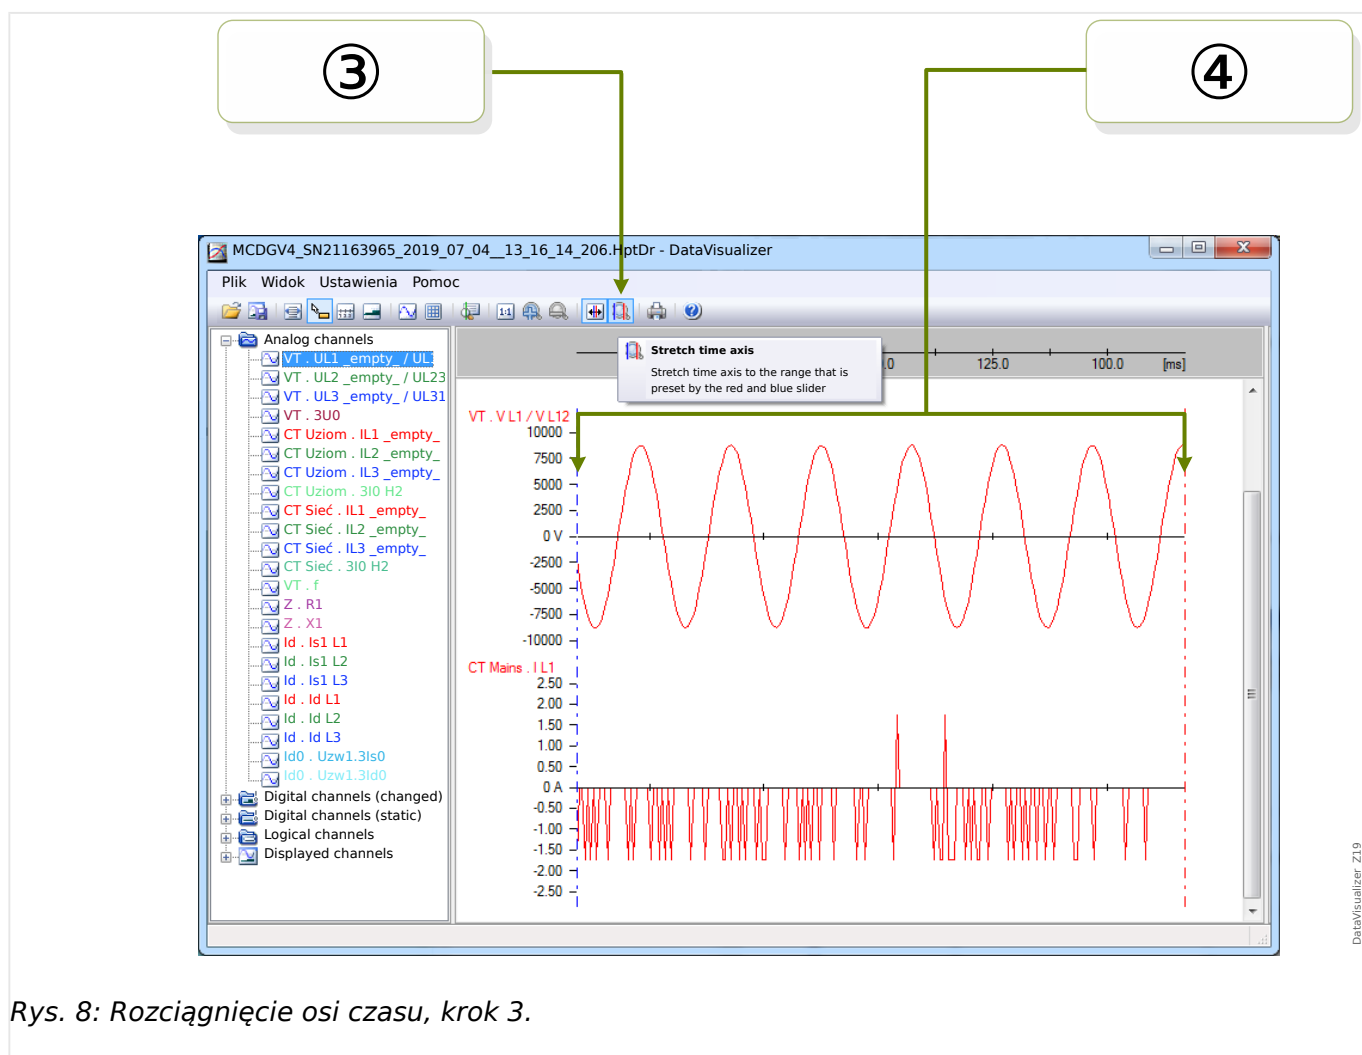 ③
④
MCDGV4_SN21163965_2019_07_04__13_16_14_206.HptDr - DataVisualizer
Plik Widok Ustawienia Pomoc
1:1
Analog channels
VT . UL1 _empty_ / UL1
VT . UL2 _empty_ / UL23
VT . UL3 _empty_ / UL31
VT . 3U0
CT Uziom . IL1 _empty_
CT Uziom . IL2 _empty_
CT Uziom . IL3 _empty_
CT Uziom . 3I0 H2
CT Sieć . IL1 _empty_
CT Sieć . IL2 _empty_
CT Sieć . IL3 _empty_
CT Sieć . 3I0 H2
VT . f
Z . R1
Z . X1
Id . Is1 L1
Id . Is1 L2
Id . Is1 L3
Id . Id L1
Id . Id L2
Id . Id L3
Id0 . Uzw1.3Is0
Id0 . Uzw1.3Id0
Digital channels (changed)
Digital channels (static)
Logical channels
Displayed channels
Stretch time axis
Stretch time axis to the range that is
preset by the red and blue slider
.0 125.0 100.0 [ms]
VT . V L1 / V L12
10000
7500
5000
2500
0 V
-2500
-5000
-7500
-10000
CT Mains . I L1
2.50
2.00
1.50
1.00
0.50
0 A
-0.50
-1.00
-1.50
-2.00
-2.50
DataVisualizer_Z19
Rys. 8: Rozciągnięcie osi czasu, krok 3.